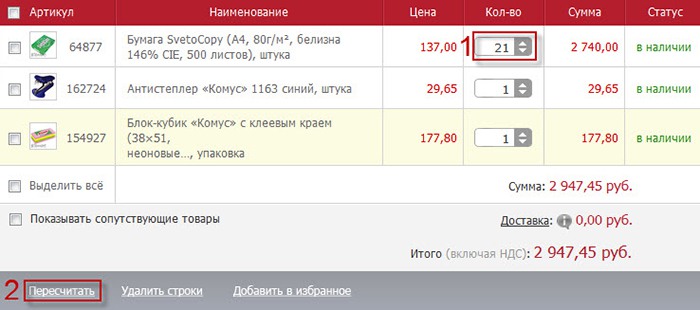 Артикул Наименование Цена Кол-во Сумма Статус
64877 Бумага SvetoCopy (А4, 80г/м², белизна 146% CIE, 500 листов), штука 137,00 1 21 2 740,00 в наличии
162724 Антистеплер «Комус» 1163 синий, штука 29,65 1 29,65 в наличии
154927 Блок-кубик «Комус» с клеевым краем (38×51, неоновые..., упаковка 177,80 1 177,80 в наличии
Выделить всё Сумма: 2 947,45 руб.
Показывать сопутствующие товары Доставка: 0,00 руб.
Итого (включая НДС): 2 947,45 руб.
2 Пересчитать Удалить строки Добавить в избранное